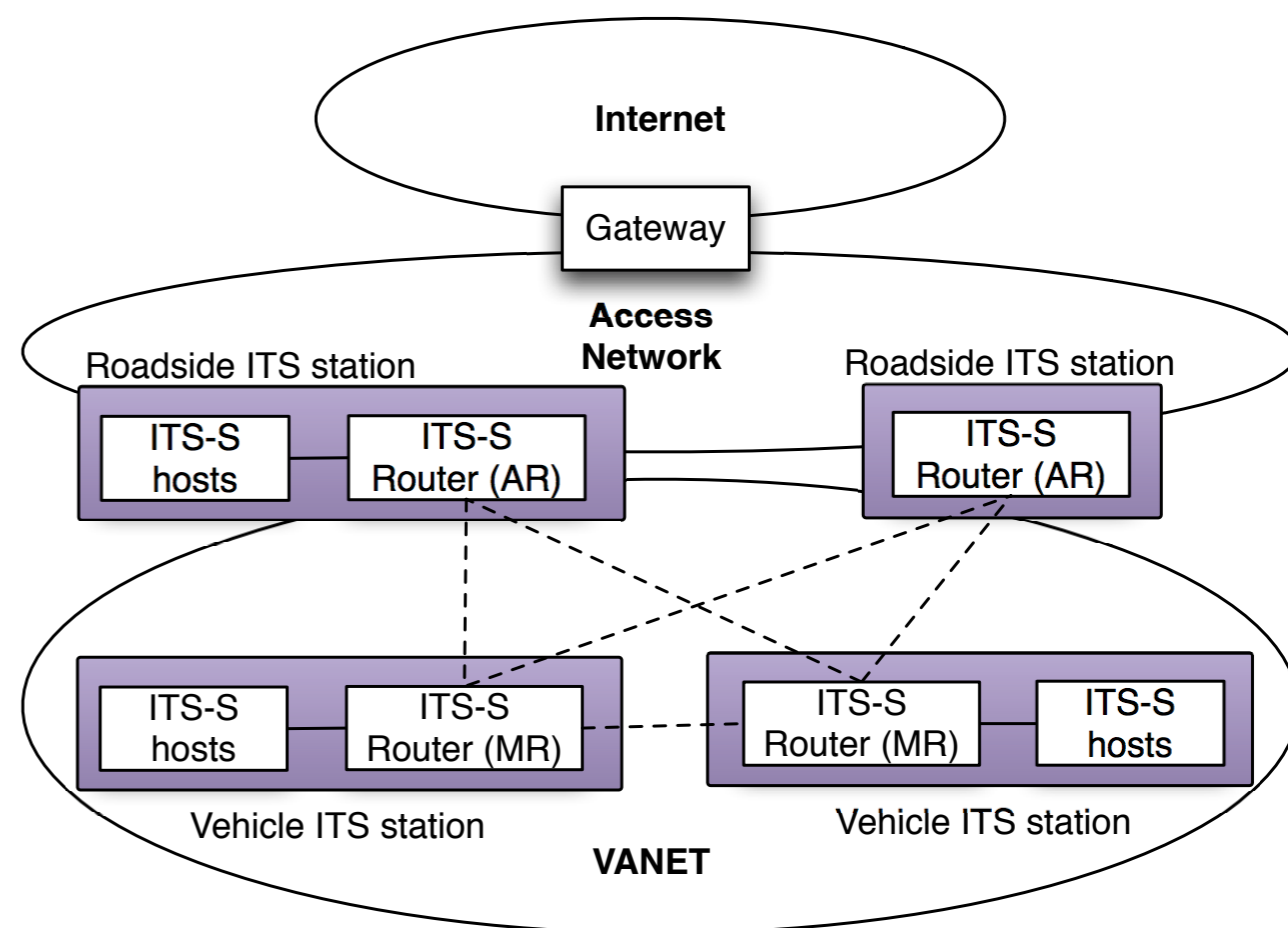 Internet
Gateway
Access
Network
Roadside ITS station
Roadside ITS station
ITS-S
hosts
ITS-S
Router (AR)
ITS-S
Router (AR)
ITS-S
hosts
ITS-S
Router (MR)
ITS-S
Router (MR)
ITS-S
hosts
Vehicle ITS station
Vehicle ITS station
VANET